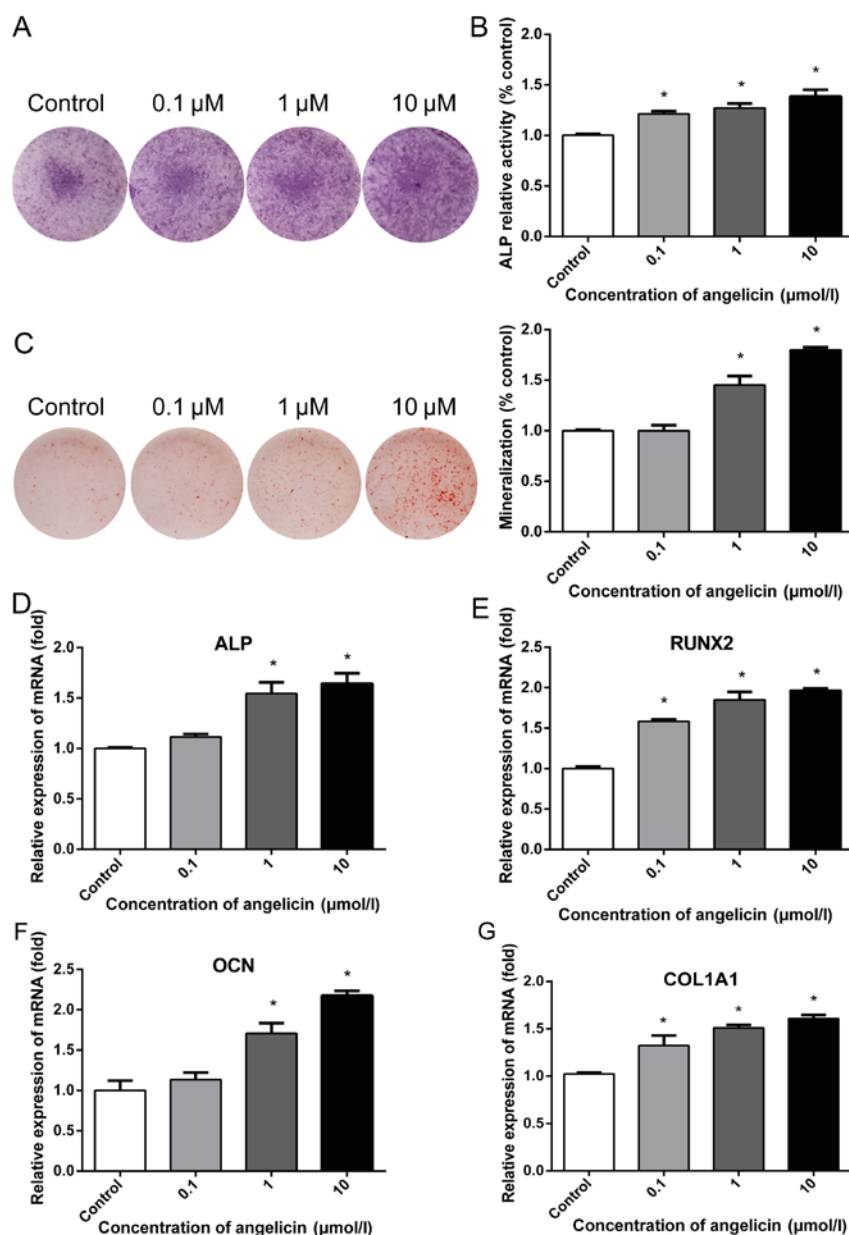 A
Control 0.1 µM 1 µM 10 µM
B
ALP relative activity (% control)
2.0
1.5
1.0
0.5
0.0
Control 0.1 1 10
Concentration of angelicin (µmol/l)
C
Control 0.1 µM 1 µM 10 µM
Mineralization (% control)
2.0
1.5
1.0
0.5
0.0
* *
Control 0.1 1 10
Concentration of angelicin (µmol/l)
D
ALP
Relative expression of mRNA (fold)
2.0
1.5
1.0
0.5
0.0
* *
Control 0.1 1 10
Concentration of angelicin (µmol/l)
E
RUNX2
Relative expression of mRNA (fold)
2.5
2.0
1.5
1.0
0.5
0.0
* * *
Control 0.1 1 10
Concentration of angelicin (µmol/l)
F
OCN
Relative expression of mRNA (fold)
2.5
2.0
1.5
1.0
0.5
0.0
* *
Control 0.1 1 10
Concentration of angelicin (µmol/l)
G
COL1A1
Relative expression of mRNA (fold)
2.0
1.5
1.0
0.5
0.0
* * *
Control 0.1 1 10
Concentration of angelicin (µmol/l)